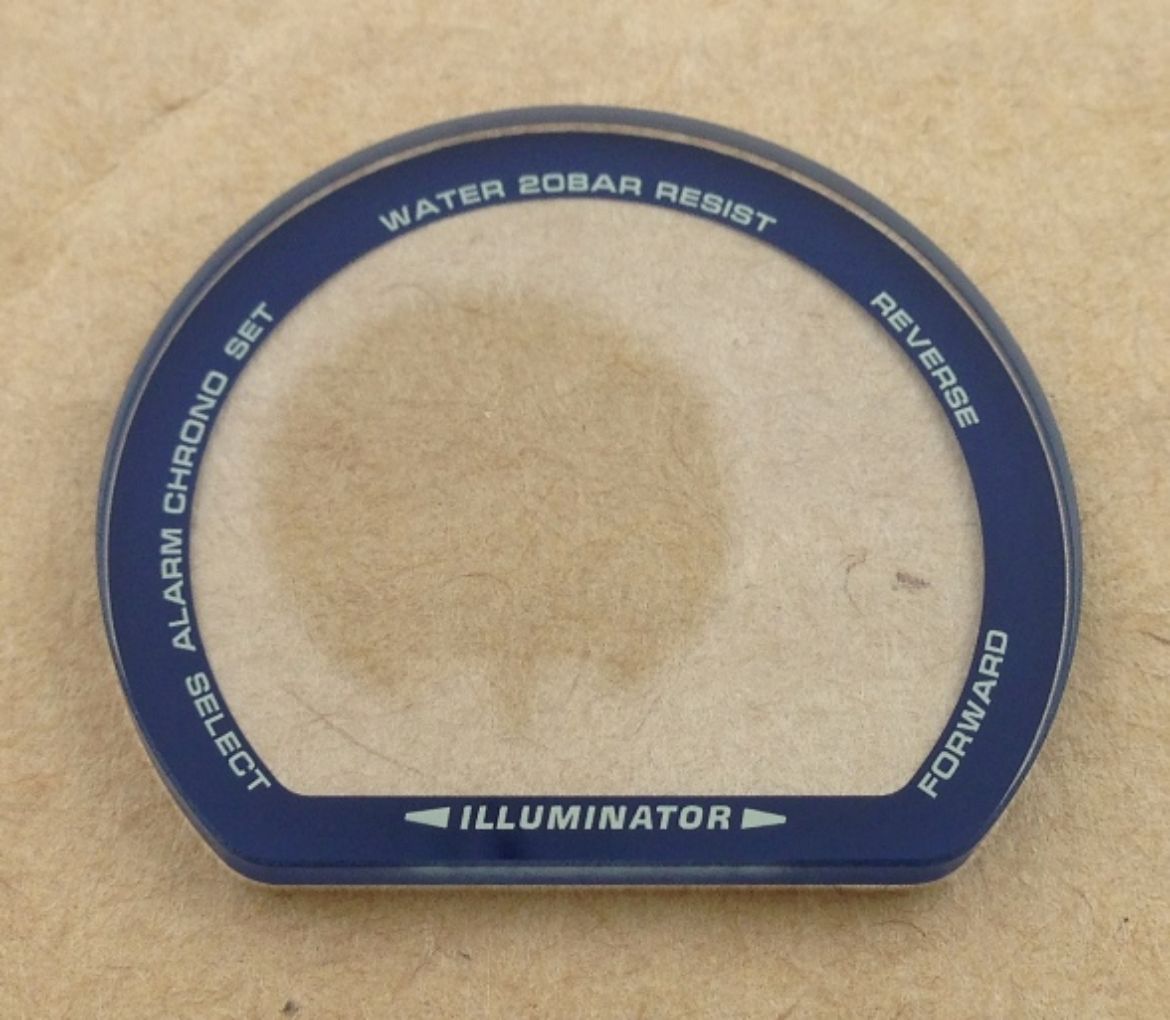 WATER 20BAR RESIST
ALARM CHRONO SET
REVERSE
SELECT
FORWARD
ILLUMINATOR